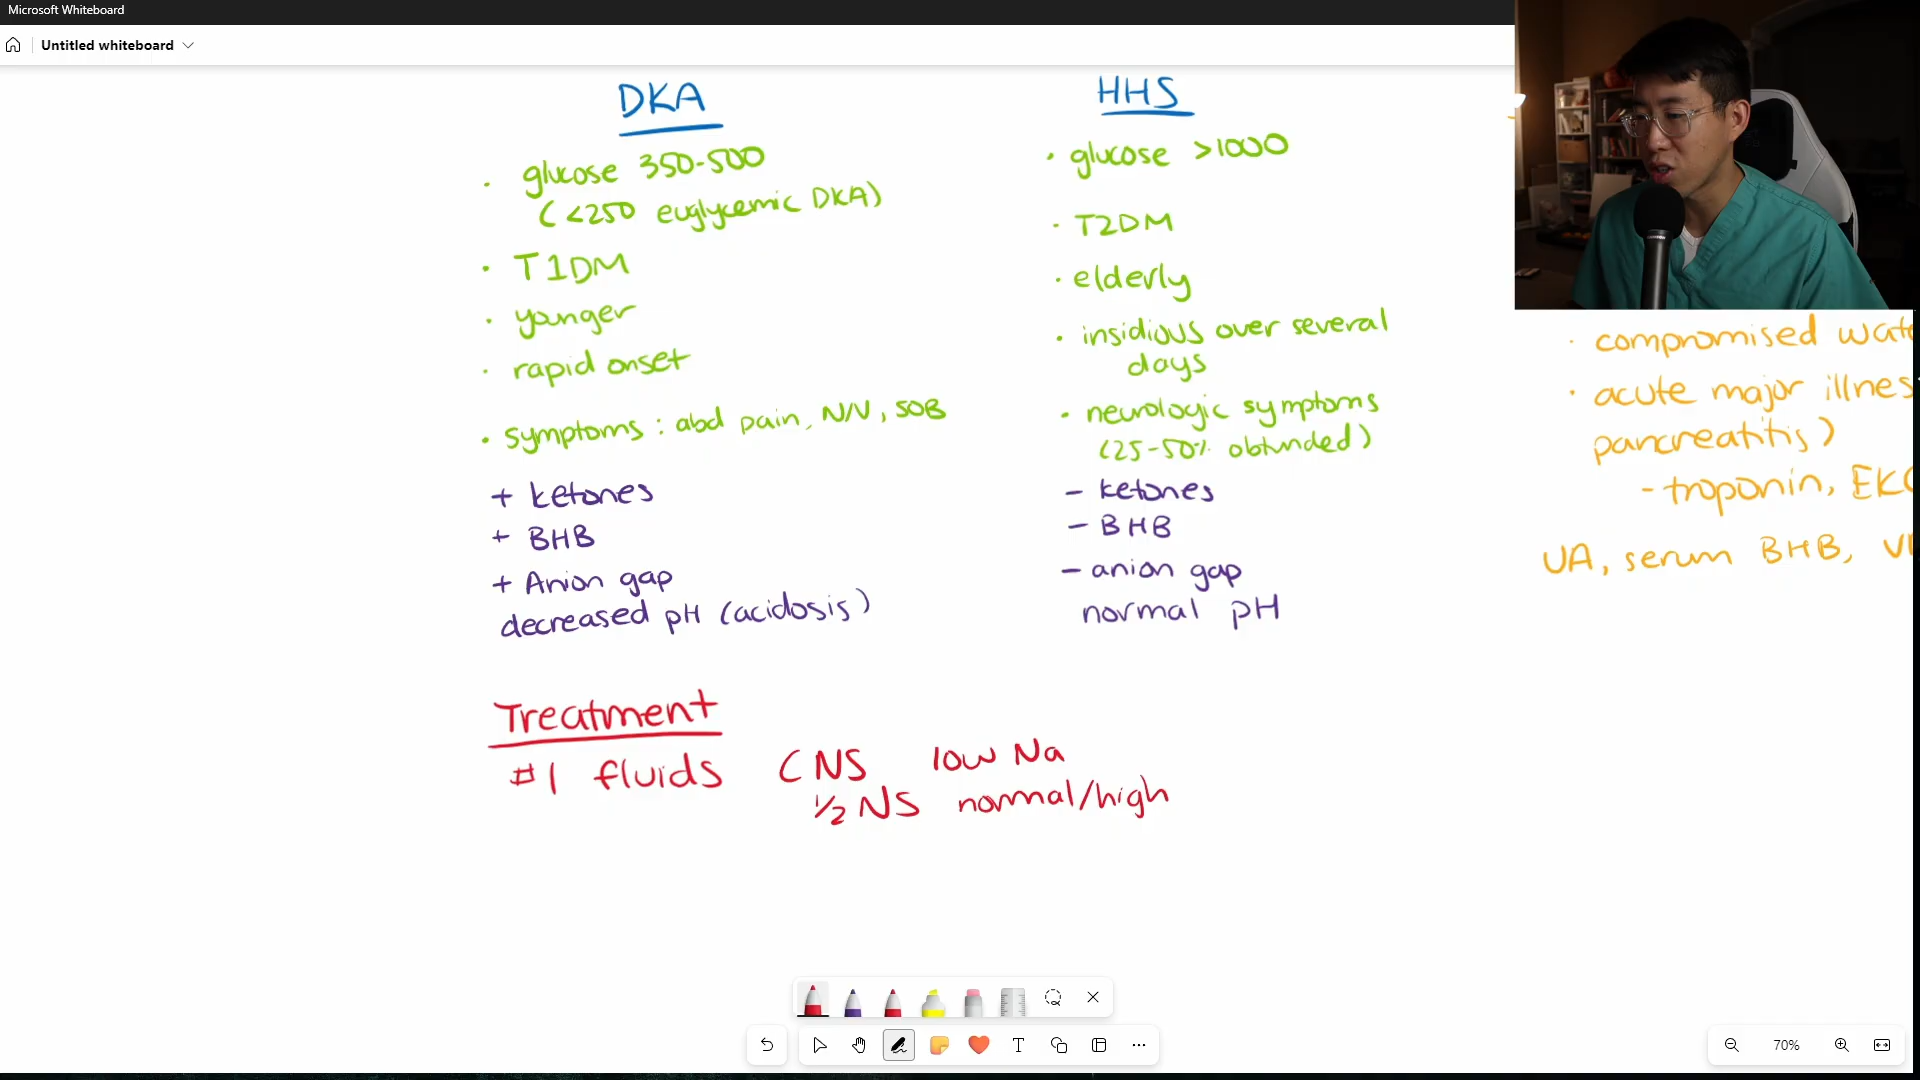 Microsoft Whiteboard
Untitled whiteboard
DKA
· glucose 350-500
(<250 euglycemic DKA)
· T1DM
· younger
· rapid onset
· symptoms: abd pain, N/V, SOB
+ ketones
+ BHB
+ Anion gap
decreased pH (acidosis)
HHS
· glucose >1000
· T2DM
· elderly
· insidious over several
days
· neurologic symptoms
(25-50% obtunded)
- ketones
- BHB
- anion gap
normal pH
· compromised
· acute major
pancreatitis)
- troponin,
UA, serum BHB,
Treatment
#1 fluids
( NS low Na
1/2 NS normal/high
70%